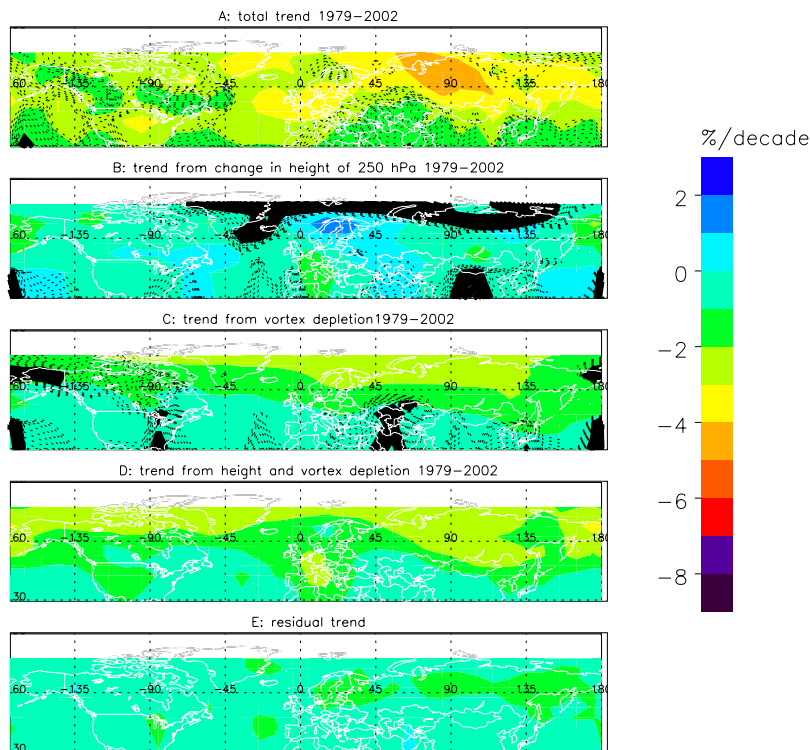 A: total trend 1979-2002
60 -135 -90 -45 0 45 90 135 180
B: trend from change in height of 250 hPa 1979-2002
60 -135 -90 -45 0 45 90 135 180
C: trend from vortex depletion1979-2002
60 -135 -90 -45 0 45 90 135 180
D: trend from height and vortex depletion 1979-2002
60 -135 -90 -45 0 45 90 135 180
30
E: residual trend
60 -135 -90 -45 0 45 90 135 180
30
%/decade
2
0
-2
-4
-6
-8